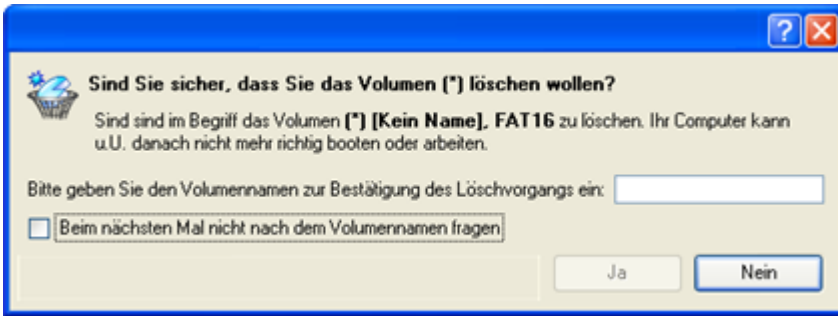 Sind Sie sicher, dass Sie das Volumen (*) löschen wollen?
Sind sind im Begriff das Volumen (*) [Kein Name], FAT16 zu löschen. Ihr Computer kann
u.U. danach nicht mehr richtig booten oder arbeiten.
Bitte geben Sie den Volumennamen zur Bestätigung des Löschvorgangs ein:
Beim nächsten Mal nicht nach dem Volumennamen fragen
Ja
Nein